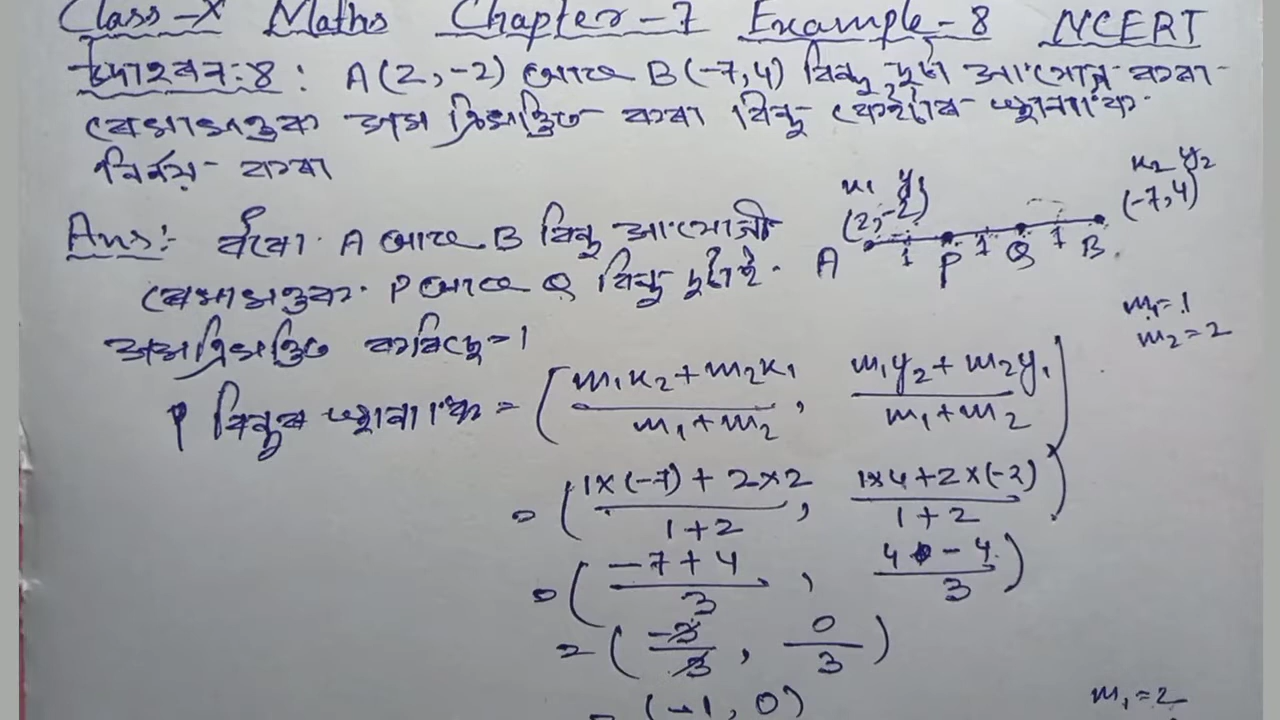 Class-X Maths Chapter-7 Example-8 NCERT
উদাহৰণ:8: A(2,-2) আৰু B(-7,4) বিন্দু দুটা সংযোগ কৰা
ৰেখাখণ্ডক সম ত্ৰিখণ্ডিত কৰা বিন্দু কেইটাৰ স্থানাংক
নিৰ্ণয় কৰা
Ans:- ধৰো A আৰু B বিন্দু সংযোগী
ৰেখাখণ্ডক P আৰু Q বিন্দু দুটাই
সমত্ৰিখণ্ডিত কৰিছে=1
x₁ y₁
(2,-2)
x₂ y₂
(-7,4)
A 1 P 1 Q 1 B
m₁=1
m₂=2
P বিন্দুৰ স্থানাংক = ( m₁x₂+m₂x₁ / m₁+m₂ , m₁y₂+m₂y₁ / m₁+m₂ )
= ( 1×(-7)+2×2 / 1+2 , 1×4+2×(-2) / 1+2 )
= ( -7+4 / 3 , 4-4 / 3 )
= ( -3 / 3 , 0 / 3 )
= (-1,0)
m₁=2